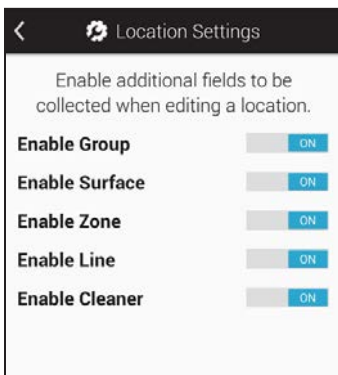 Location Settings
Enable additional fields to be
collected when editing a location.
Enable Group ON
Enable Surface ON
Enable Zone ON
Enable Line ON
Enable Cleaner ON